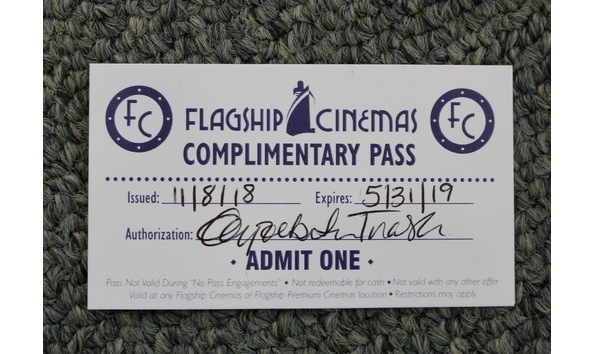 FC FLAGSHIP CINEMAS FC
COMPLIMENTARY PASS
Issued: 11/8/18 Expires: 5/31/19
Authorization:
• ADMIT ONE •
Pass Not Valid During "No Pass Engagements" • Not redeemable for cash • Not valid with any other offer
Valid at any Flagship Cinemas or Flagship Premium Cinemas location • Restrictions may apply